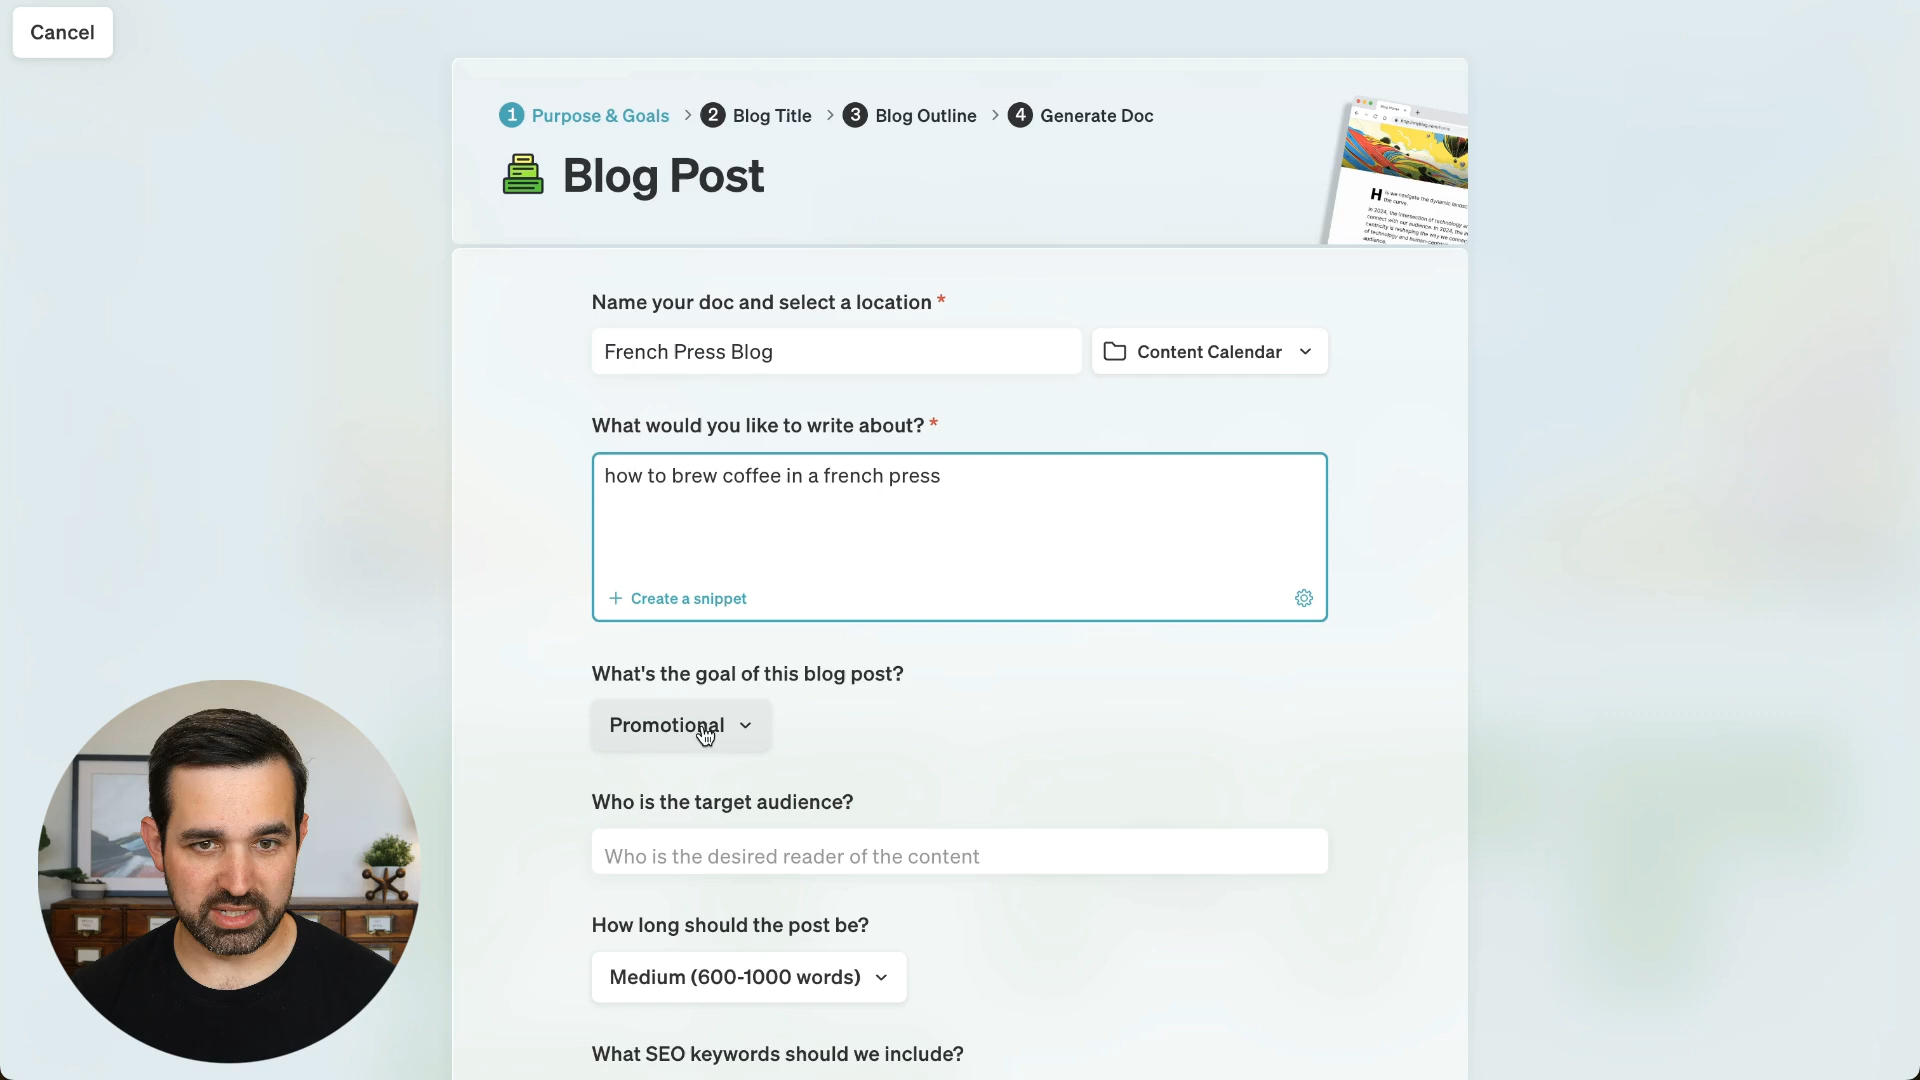 Cancel
1 Purpose & Goals > 2 Blog Title > 3 Blog Outline > 4 Generate Doc
Blog Post
Name your doc and select a location *
French Press Blog
Content Calendar
What would you like to write about? *
how to brew coffee in a french press
+ Create a snippet
What's the goal of this blog post?
Promotional
Who is the target audience?
Who is the desired reader of the content
How long should the post be?
Medium (600-1000 words)
What SEO keywords should we include?